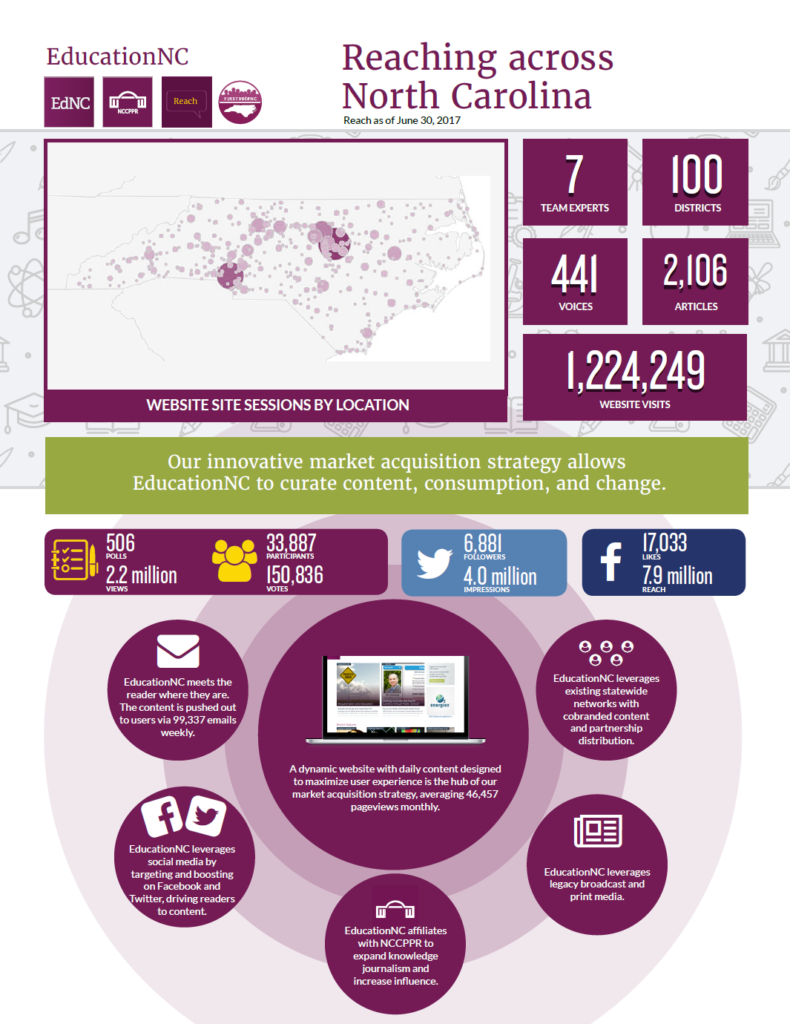 EducationNC
EdNC
NCCPPR
Reach
Reaching across
North Carolina
Reach as of June 30, 2017
WEBSITE SITE SESSIONS BY LOCATION
7
TEAM EXPERTS
100
DISTRICTS
441
VOICES
2,106
ARTICLES
1,224,249
WEBSITE VISITS
Our innovative market acquisition strategy allows
EducationNC to curate content, consumption, and change.
506
POLLS
2.2 million
VIEWS
33,887
PARTICIPANTS
150,836
VOTES
6,881
FOLLOWERS
4.0 million
IMPRESSIONS
17,033
LIKES
7.9 million
REACH
EducationNC meets the
reader where they are.
The content is pushed out
to users via 99,337 emails
weekly.
A dynamic website with daily content designed
to maximize user experience is the hub of our
market acquisition strategy, averaging 46,457
pageviews monthly.
EducationNC leverages
existing statewide
networks with
cobranded content
and partnership
distribution.
EducationNC leverages
social media by
targeting and boosting
on Facebook and
Twitter, driving readers
to content.
EducationNC affiliates
with NCCPPR to
expand knowledge
journalism and
increase influence.
EducationNC leverages
legacy broadcast and
print media.